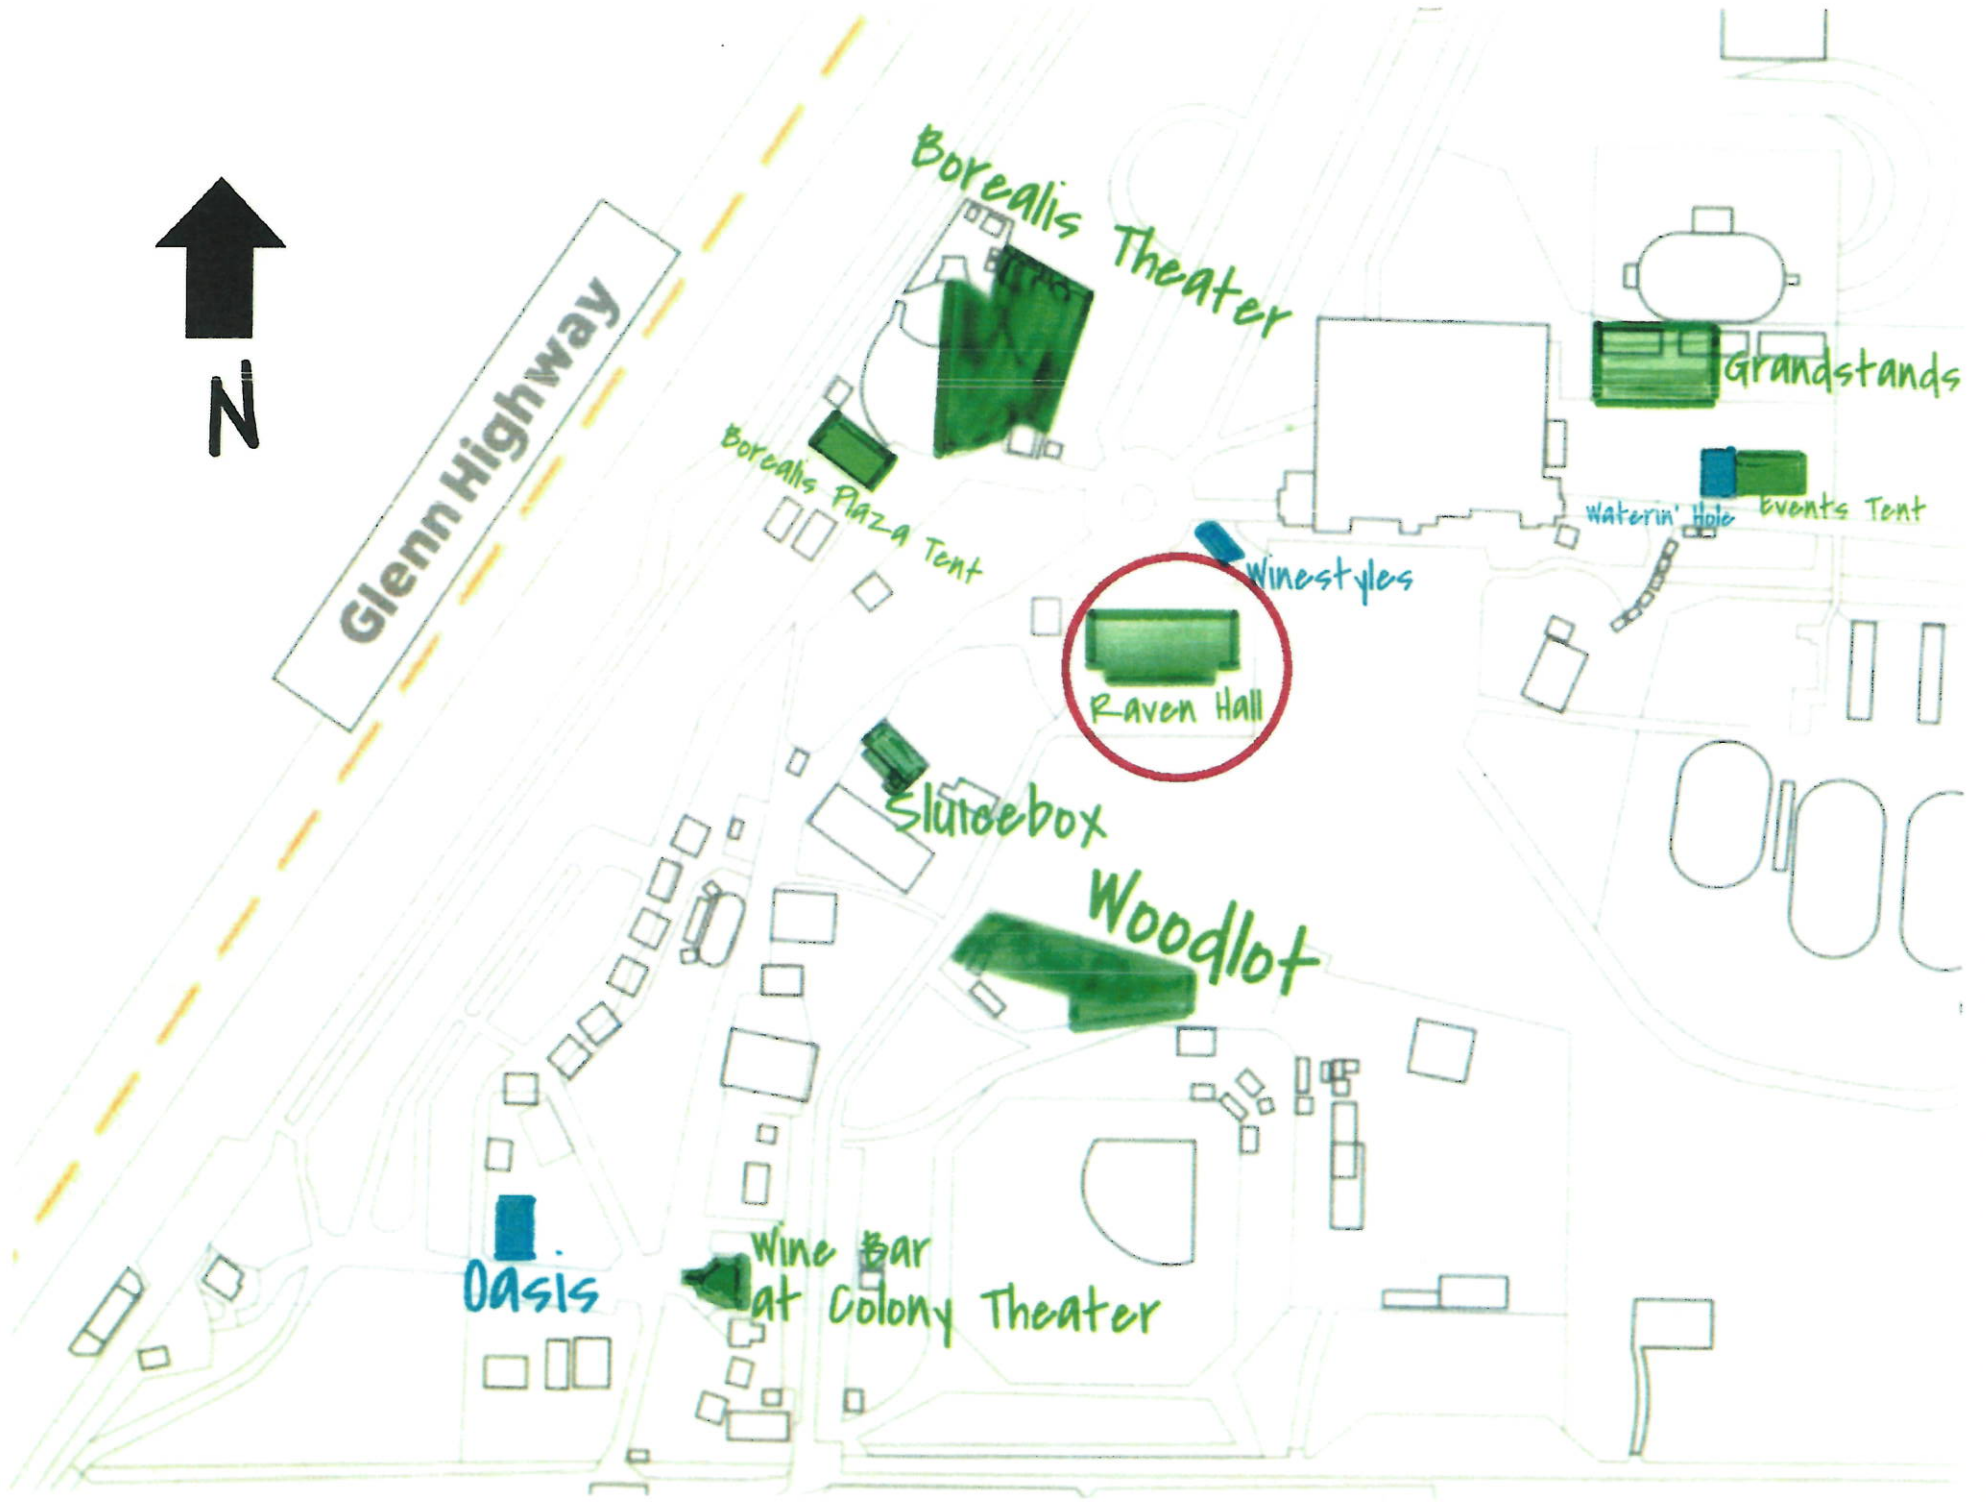 Borealis Theater
N
Glenn Highway
Grandstands
Borealis Plaza Tent
Waterin' Hole
Events Tent
Winestyles
Raven Hall
Sluicebox
Woodlot
Oasis
Wine Bar
at Colony Theater